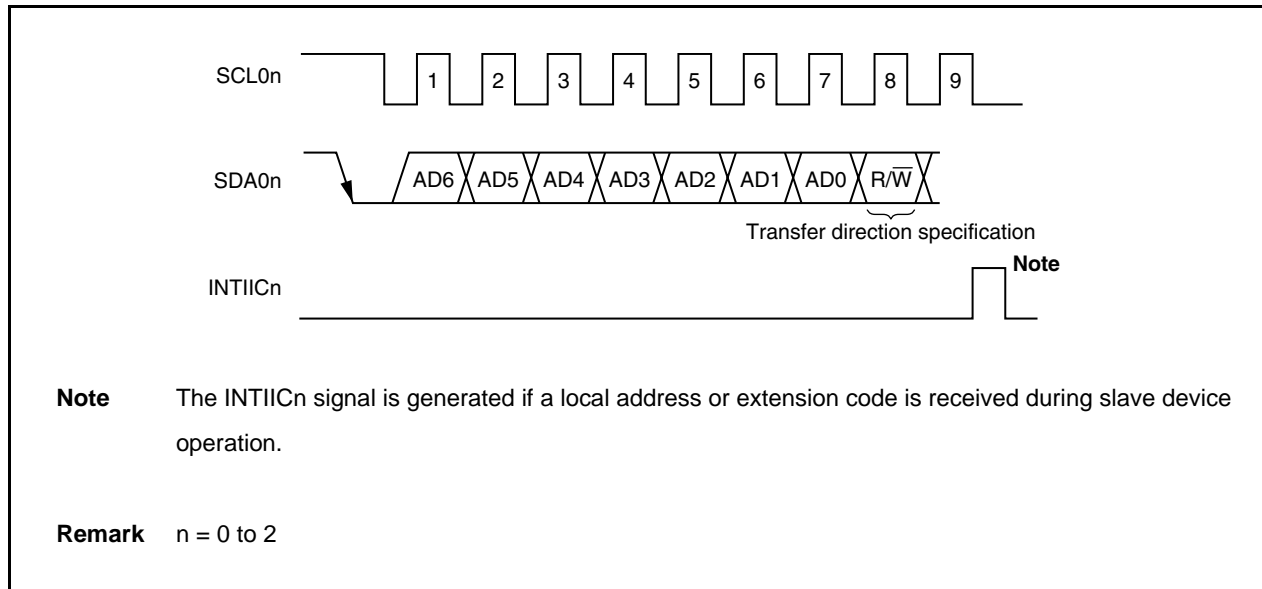 SCL0n 1 2 3 4 5 6 7 8 9
SDA0n AD6 AD5 AD4 AD3 AD2 AD1 AD0 R/W̅
Transfer direction specification
Note
INTIICn
Note The INTIICn signal is generated if a local address or extension code is received during slave device
operation.
Remark n = 0 to 2